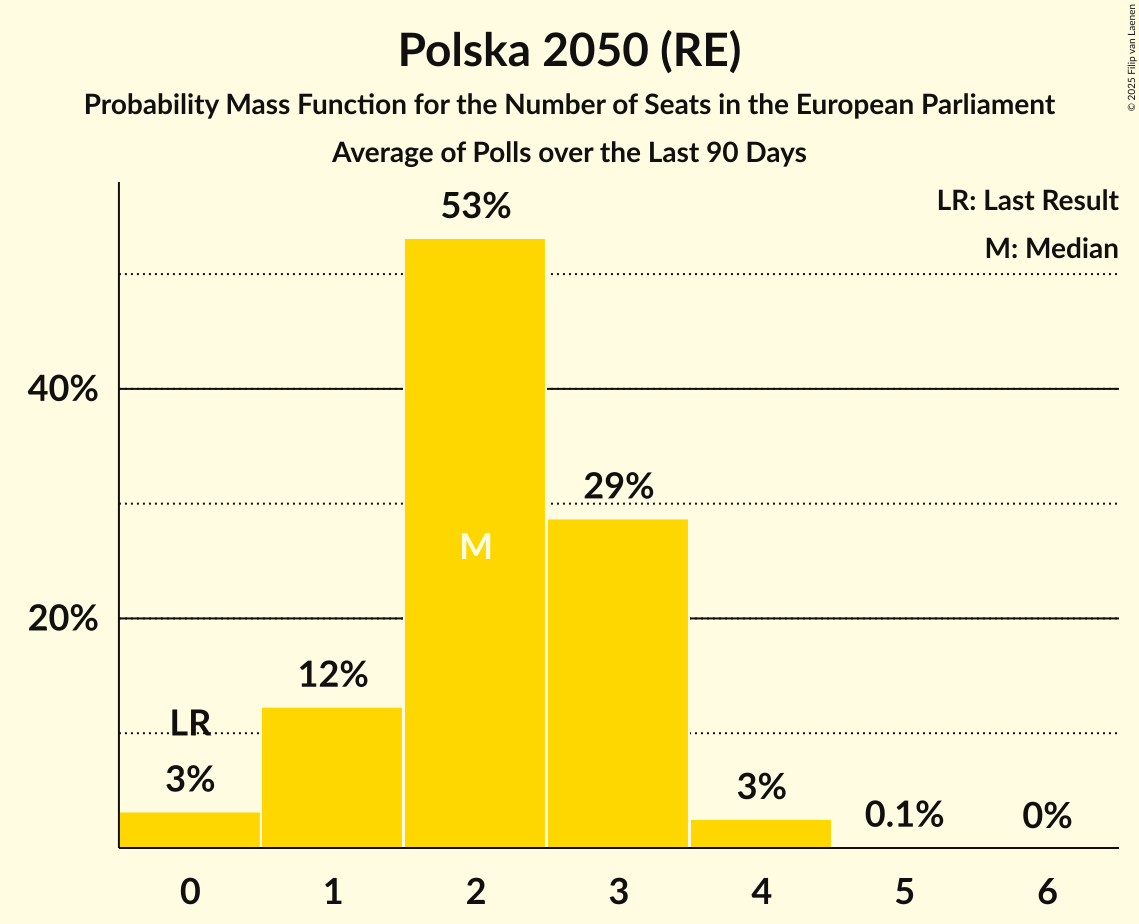 Polska 2050 (RE)
Probability Mass Function for the Number of Seats in the European Parliament
Average of Polls over the Last 90 Days
© 2025 Filip van Laenen
LR: Last Result
M: Median
53%
40%
29%
M
20%
12%
LR
3%
3%
0.1%
0%
0 1 2 3 4 5 6